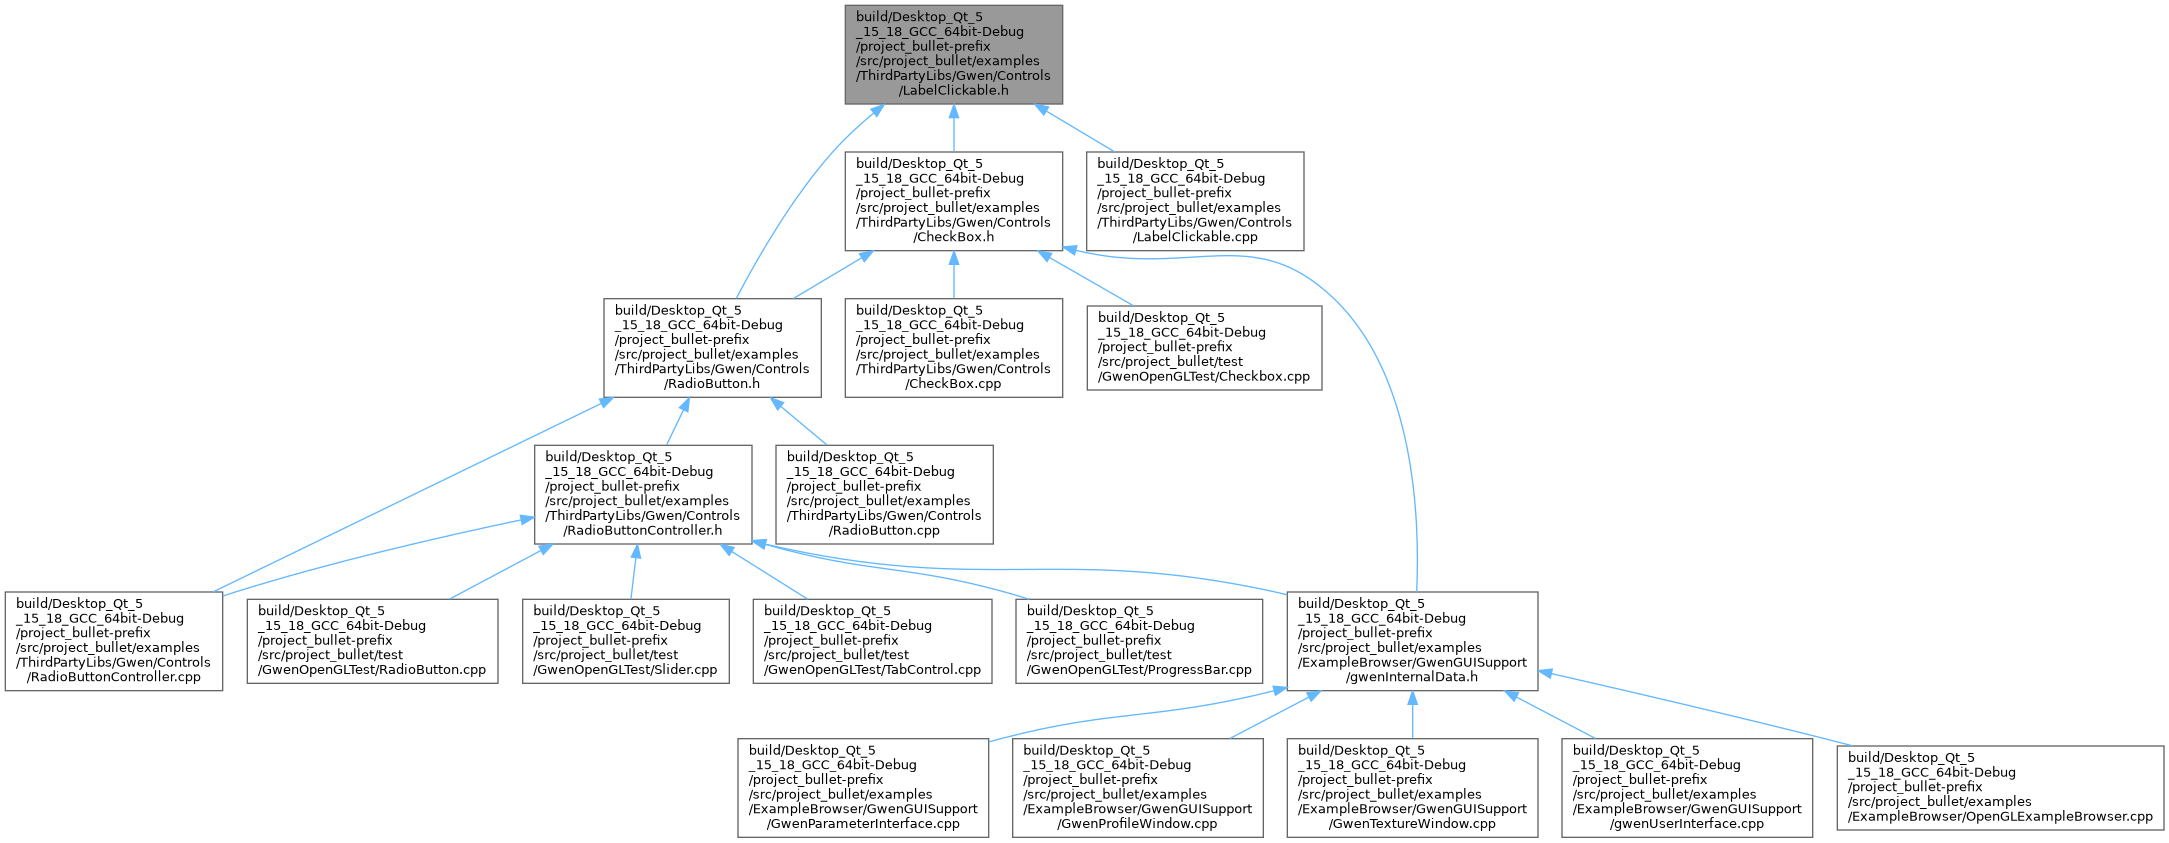 build/Desktop_Qt_5
_15_18_GCC_64bit-Debug
/project_bullet-prefix
/src/project_bullet/examples
/ThirdPartyLibs/Gwen/Controls
/LabelClickable.h
build/Desktop_Qt_5
_15_18_GCC_64bit-Debug
/project_bullet-prefix
/src/project_bullet/examples
/ThirdPartyLibs/Gwen/Controls
/CheckBox.h
build/Desktop_Qt_5
_15_18_GCC_64bit-Debug
/project_bullet-prefix
/src/project_bullet/examples
/ThirdPartyLibs/Gwen/Controls
/LabelClickable.cpp
build/Desktop_Qt_5
_15_18_GCC_64bit-Debug
/project_bullet-prefix
/src/project_bullet/examples
/ThirdPartyLibs/Gwen/Controls
/RadioButton.h
build/Desktop_Qt_5
_15_18_GCC_64bit-Debug
/project_bullet-prefix
/src/project_bullet/examples
/ThirdPartyLibs/Gwen/Controls
/CheckBox.cpp
build/Desktop_Qt_5
_15_18_GCC_64bit-Debug
/project_bullet-prefix
/src/project_bullet/test
/GwenOpenGLTest/Checkbox.cpp
build/Desktop_Qt_5
_15_18_GCC_64bit-Debug
/project_bullet-prefix
/src/project_bullet/examples
/ThirdPartyLibs/Gwen/Controls
/RadioButtonController.h
build/Desktop_Qt_5
_15_18_GCC_64bit-Debug
/project_bullet-prefix
/src/project_bullet/examples
/ThirdPartyLibs/Gwen/Controls
/RadioButton.cpp
build/Desktop_Qt_5
_15_18_GCC_64bit-Debug
/project_bullet-prefix
/src/project_bullet/examples
/ThirdPartyLibs/Gwen/Controls
/RadioButtonController.cpp
build/Desktop_Qt_5
_15_18_GCC_64bit-Debug
/project_bullet-prefix
/src/project_bullet/test
/GwenOpenGLTest/RadioButton.cpp
build/Desktop_Qt_5
_15_18_GCC_64bit-Debug
/project_bullet-prefix
/src/project_bullet/test
/GwenOpenGLTest/Slider.cpp
build/Desktop_Qt_5
_15_18_GCC_64bit-Debug
/project_bullet-prefix
/src/project_bullet/test
/GwenOpenGLTest/TabControl.cpp
build/Desktop_Qt_5
_15_18_GCC_64bit-Debug
/project_bullet-prefix
/src/project_bullet/test
/GwenOpenGLTest/ProgressBar.cpp
build/Desktop_Qt_5
_15_18_GCC_64bit-Debug
/project_bullet-prefix
/src/project_bullet/examples
/ExampleBrowser/GwenGUISupport
/gwenInternalData.h
build/Desktop_Qt_5
_15_18_GCC_64bit-Debug
/project_bullet-prefix
/src/project_bullet/examples
/ExampleBrowser/GwenGUISupport
/GwenParameterInterface.cpp
build/Desktop_Qt_5
_15_18_GCC_64bit-Debug
/project_bullet-prefix
/src/project_bullet/examples
/ExampleBrowser/GwenGUISupport
/GwenProfileWindow.cpp
build/Desktop_Qt_5
_15_18_GCC_64bit-Debug
/project_bullet-prefix
/src/project_bullet/examples
/ExampleBrowser/GwenGUISupport
/GwenTextureWindow.cpp
build/Desktop_Qt_5
_15_18_GCC_64bit-Debug
/project_bullet-prefix
/src/project_bullet/examples
/ExampleBrowser/GwenGUISupport
/gwenUserInterface.cpp
build/Desktop_Qt_5
_15_18_GCC_64bit-Debug
/project_bullet-prefix
/src/project_bullet/examples
/ExampleBrowser/OpenGLExampleBrowser.cpp